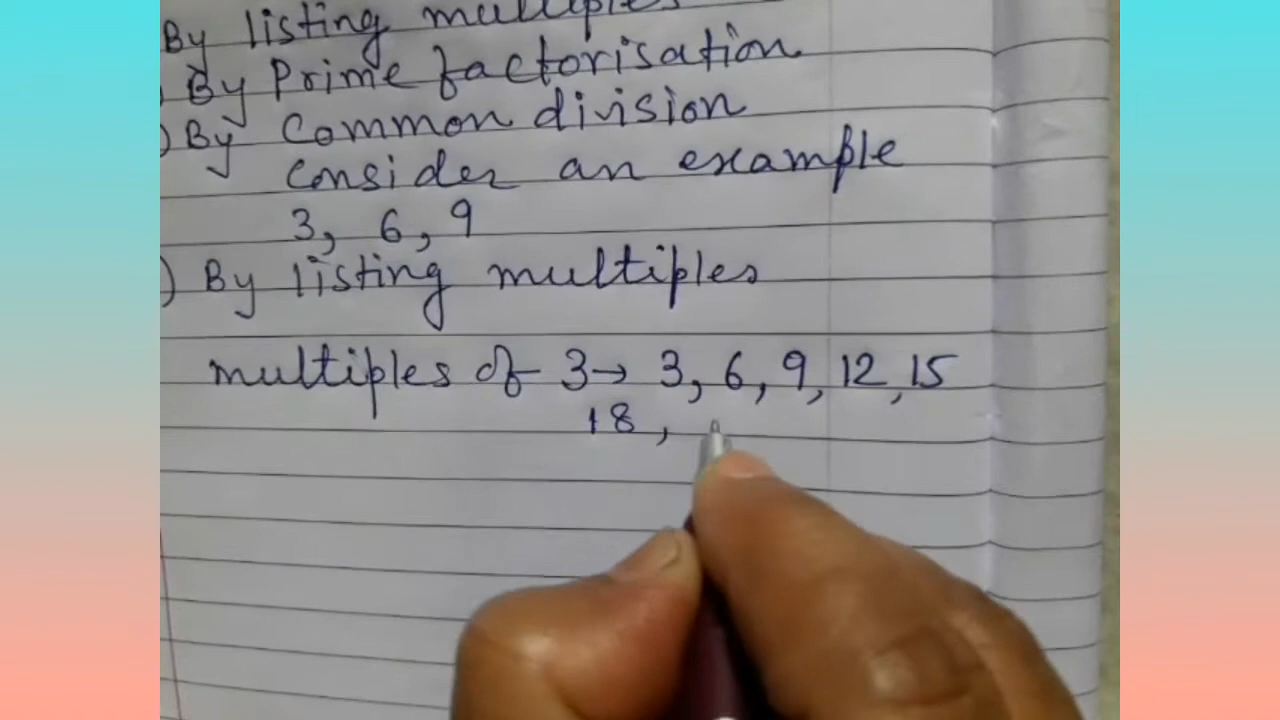 By listing multiples
) By Prime factorisation
) By Common division
Consider an example
3, 6, 9
) By listing multiples
multiples of 3→ 3, 6, 9, 12, 15
18,